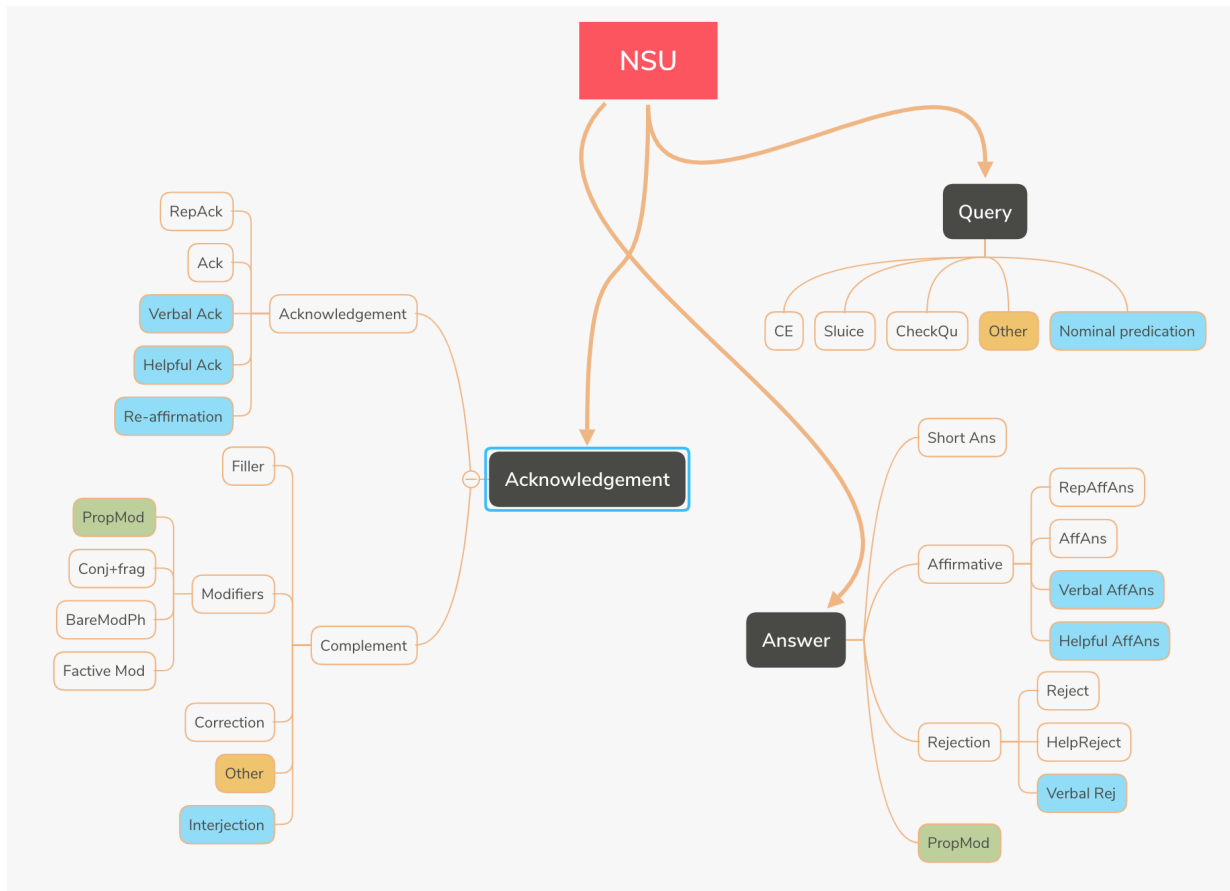 NSU
Query
CE
Sluice
CheckQu
Other
Nominal predication
Acknowledgement
Acknowledgement
RepAck
Ack
Verbal Ack
Helpful Ack
Re-affirmation
Complement
Filler
Modifiers
PropMod
Conj+frag
BareModPh
Factive Mod
Correction
Other
Interjection
Answer
Short Ans
Affirmative
RepAffAns
AffAns
Verbal AffAns
Helpful AffAns
Rejection
Reject
HelpReject
Verbal Rej
PropMod